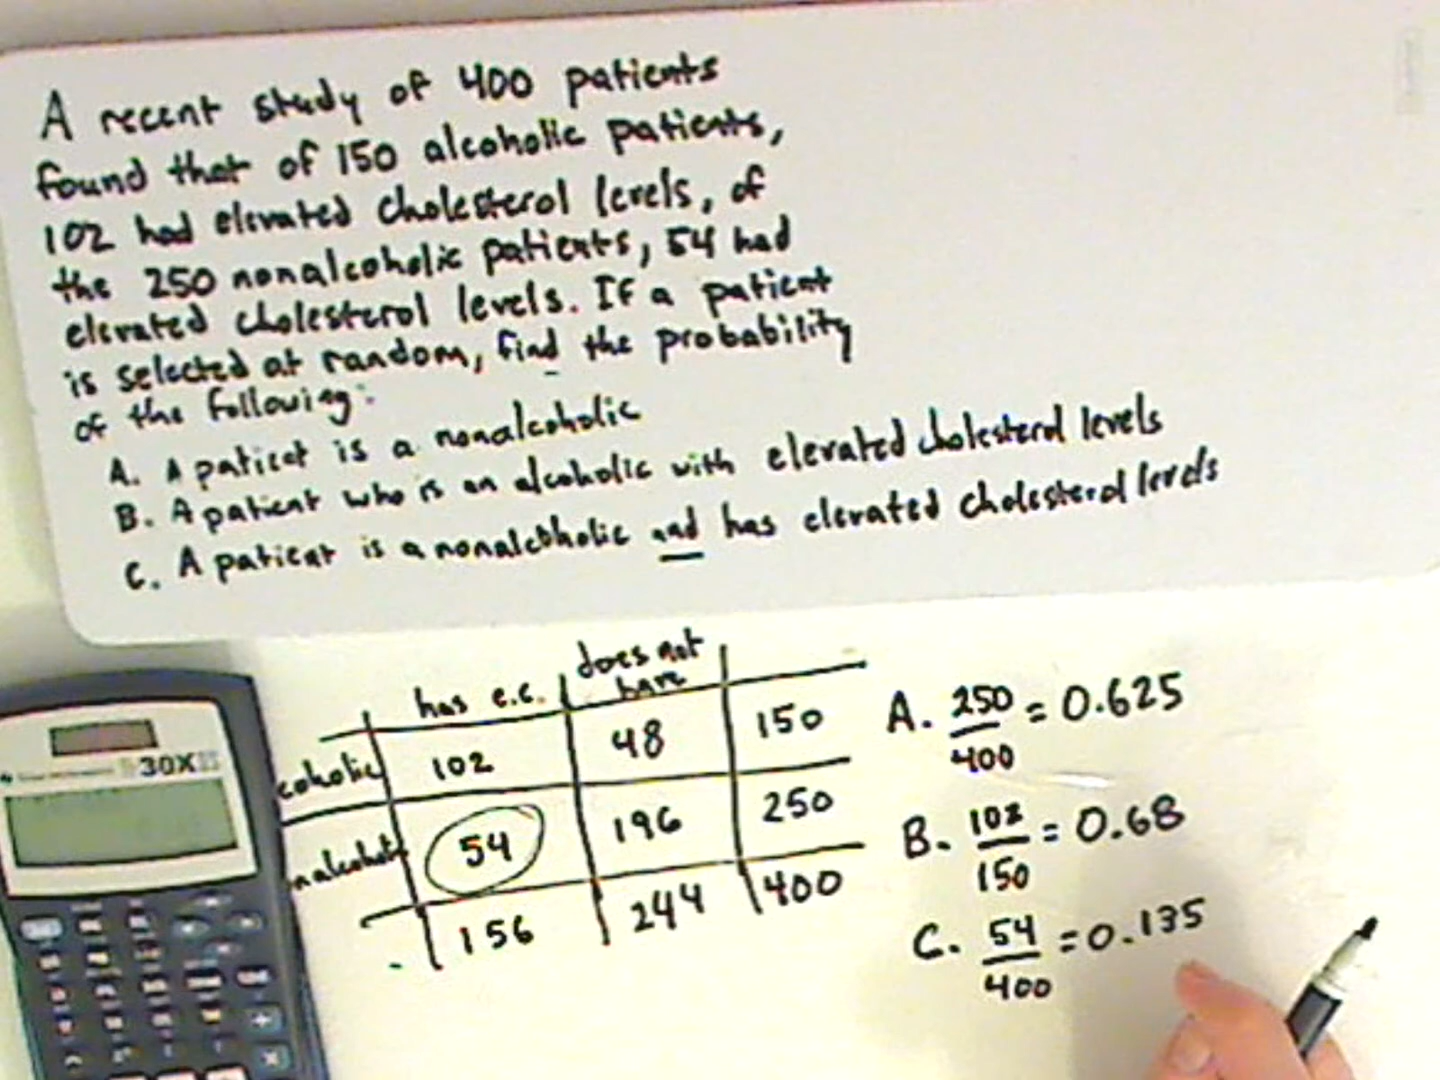 A recent study of 400 patients
found that of 150 alcoholic patients,
102 had elevated cholesterol levels, of
the 250 nonalcoholic patients, 54 had
elevated cholesterol levels. If a patient
is selected at random, find the probability
of the following:
A. A patient is a nonalcoholic
B. A patient who is an alcoholic with elevated cholesterol levels
C. A patient is a nonalcoholic and has elevated cholesterol levels
has e.c. does not have
coholic 102 48 150
nalcoholic 54 196 250
156 244 400
A. 250/400 = 0.625
B. 102/150 = 0.68
C. 54/400 = 0.135
30X